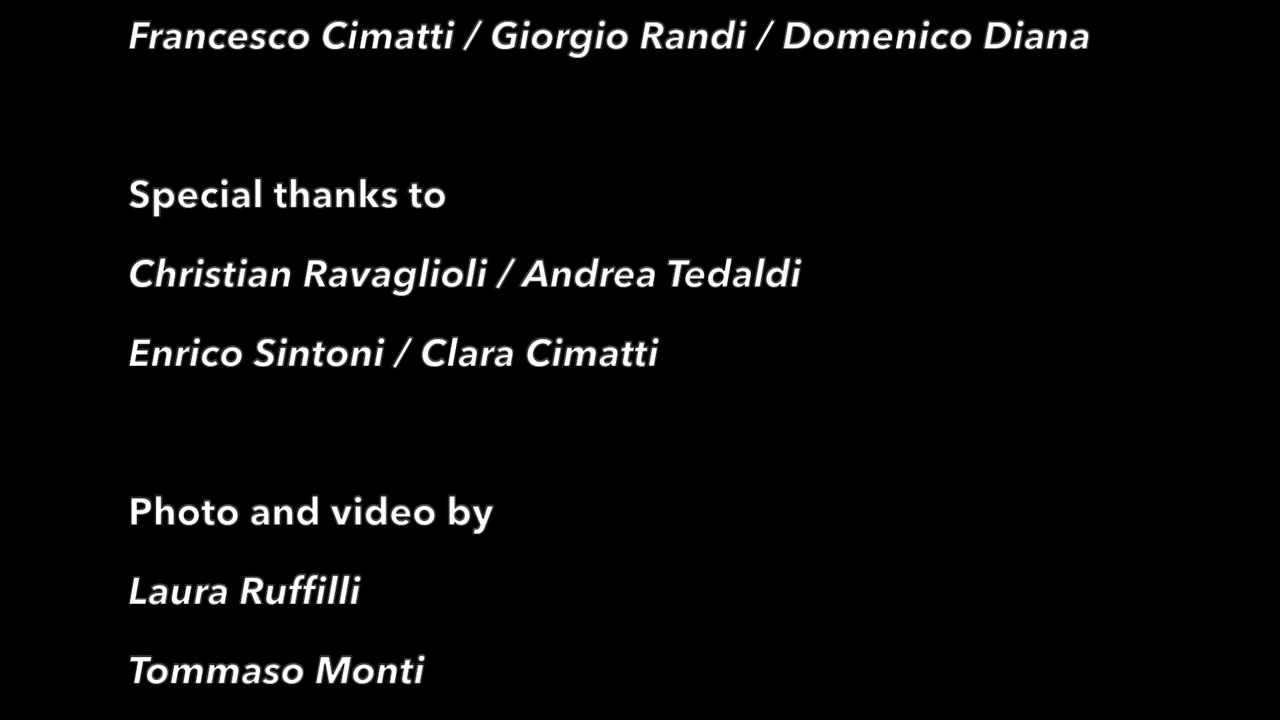 Francesco Cimatti / Giorgio Randi / Domenico Diana
Special thanks to
Christian Ravaglioli / Andrea Tedaldi
Enrico Sintoni / Clara Cimatti
Photo and video by
Laura Ruffilli
Tommaso Monti